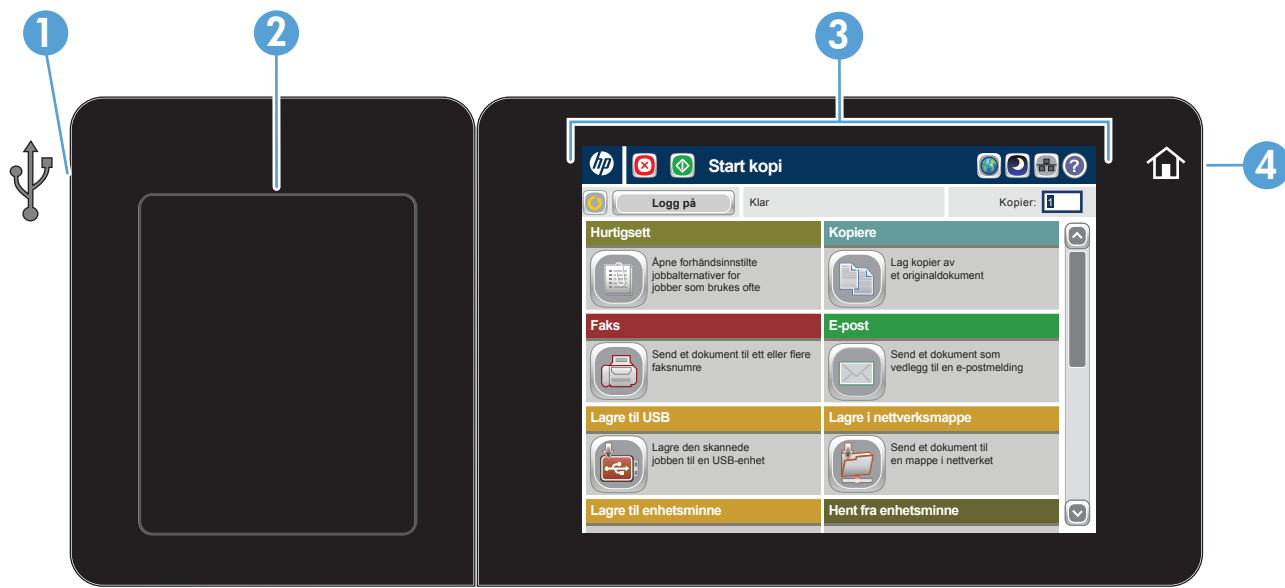 1
2
3
4
hp
Start kopi
?
Logg på
Klar
Kopier: 1
Hurtigsett
Åpne forhåndsinnstilte
jobbalternativer for
jobber som brukes ofte
Kopiere
Lag kopier av
et originaldokument
Faks
Send et dokument til ett eller flere
faksnumre
E-post
Send et dokument som
vedlegg til en e-postmelding
Lagre til USB
Lagre den skannede
jobben til en USB-enhet
Lagre i nettverksmappe
Send et dokument til
en mappe i nettverket
Lagre til enhetsminne
Hent fra enhetsminne